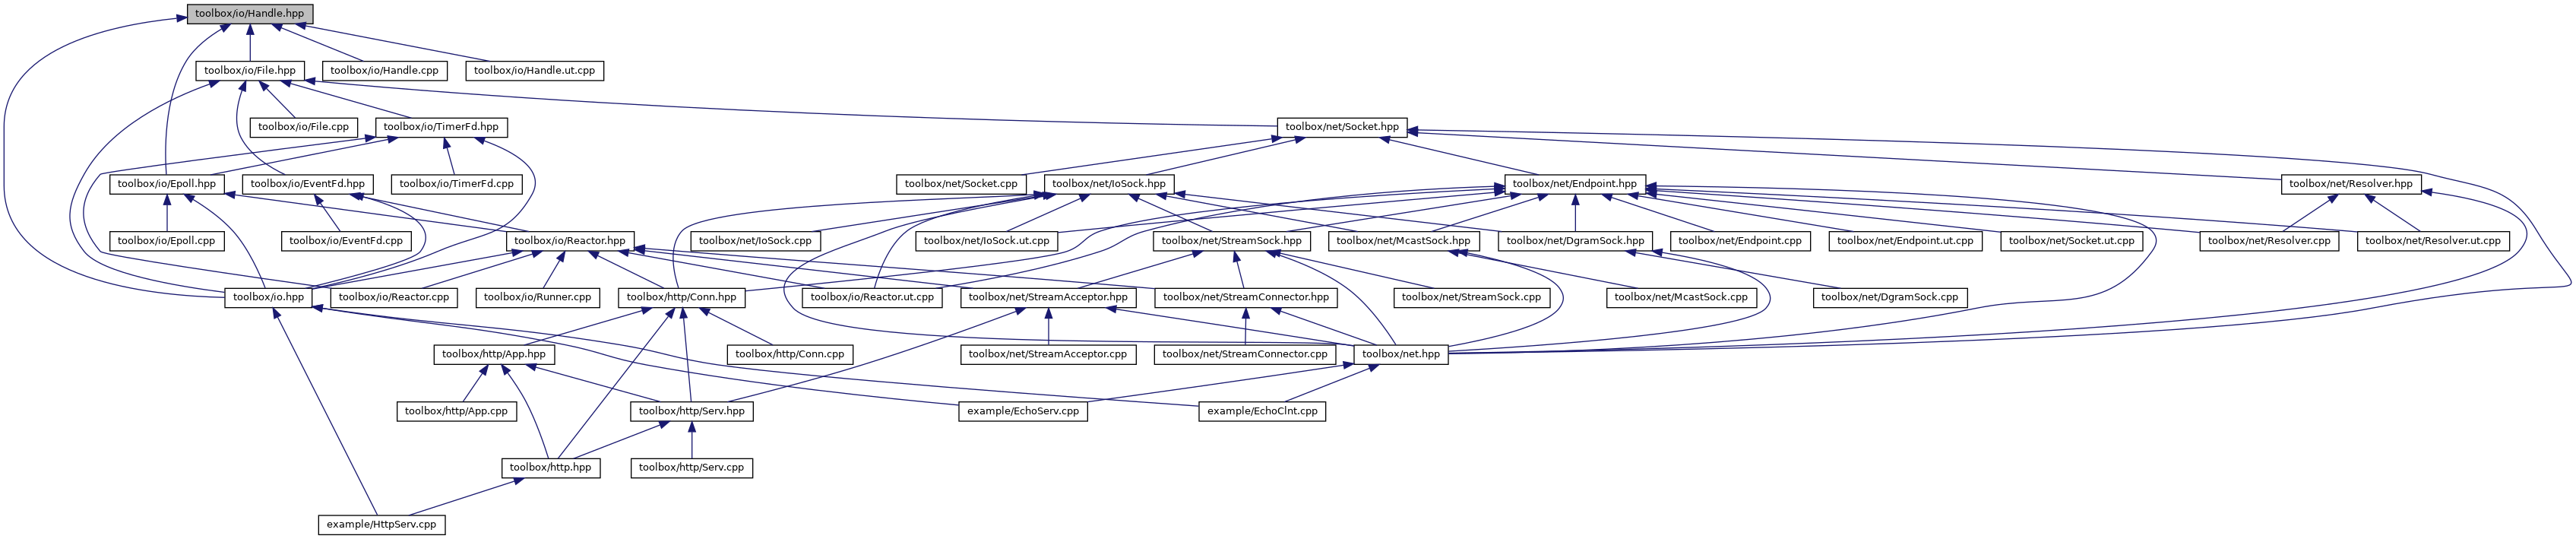 toolbox/io/Handle.hpp
toolbox/io/File.hpp
toolbox/io/Handle.cpp
toolbox/io/Handle.ut.cpp
toolbox/io/File.cpp
toolbox/io/TimerFd.hpp
toolbox/net/Socket.hpp
toolbox/io/Epoll.hpp
toolbox/io/EventFd.hpp
toolbox/io/TimerFd.cpp
toolbox/net/Socket.cpp
toolbox/net/IoSock.hpp
toolbox/net/Endpoint.hpp
toolbox/net/Resolver.hpp
toolbox/io/Epoll.cpp
toolbox/io/EventFd.cpp
toolbox/io/Reactor.hpp
toolbox/net/IoSock.cpp
toolbox/net/IoSock.ut.cpp
toolbox/net/StreamSock.hpp
toolbox/net/McastSock.hpp
toolbox/net/DgramSock.hpp
toolbox/net/Endpoint.cpp
toolbox/net/Endpoint.ut.cpp
toolbox/net/Socket.ut.cpp
toolbox/net/Resolver.cpp
toolbox/net/Resolver.ut.cpp
toolbox/io.hpp
toolbox/io/Reactor.cpp
toolbox/io/Runner.cpp
toolbox/http/Conn.hpp
toolbox/io/Reactor.ut.cpp
toolbox/net/StreamAcceptor.hpp
toolbox/net/StreamConnector.hpp
toolbox/net/StreamSock.cpp
toolbox/net/McastSock.cpp
toolbox/net/DgramSock.cpp
toolbox/http/App.hpp
toolbox/http/Conn.cpp
toolbox/net/StreamAcceptor.cpp
toolbox/net/StreamConnector.cpp
toolbox/net.hpp
toolbox/http/App.cpp
toolbox/http/Serv.hpp
example/EchoServ.cpp
example/EchoClnt.cpp
toolbox/http.hpp
toolbox/http/Serv.cpp
example/HttpServ.cpp